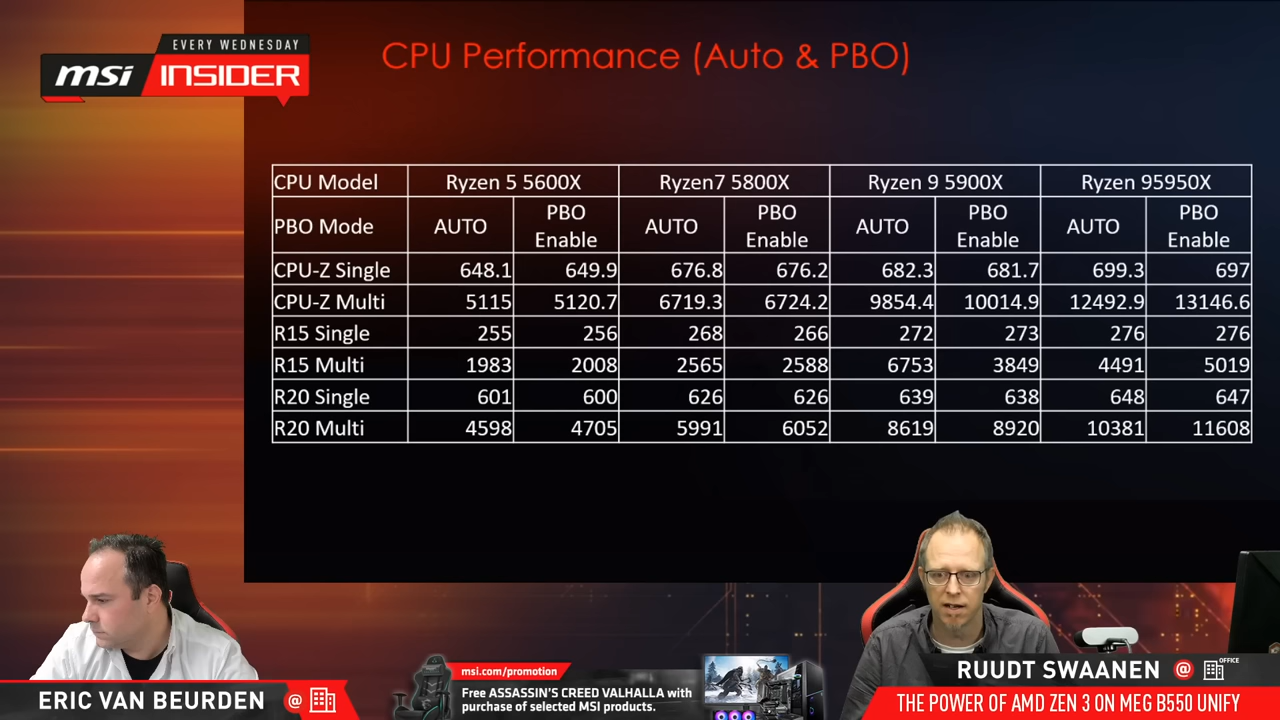 EVERY WEDNESDAY
msi INSIDER
CPU Performance (Auto & PBO)
CPU Model Ryzen 5 5600X Ryzen7 5800X Ryzen 9 5900X Ryzen 95950X
PBO Mode AUTO PBO Enable AUTO PBO Enable AUTO PBO Enable AUTO PBO Enable
CPU-Z Single 648.1 649.9 676.8 676.2 682.3 681.7 699.3 697
CPU-Z Multi 5115 5120.7 6719.3 6724.2 9854.4 10014.9 12492.9 13146.6
R15 Single 255 256 268 266 272 273 276 276
R15 Multi 1983 2008 2565 2588 6753 3849 4491 5019
R20 Single 601 600 626 626 639 638 648 647
R20 Multi 4598 4705 5991 6052 8619 8920 10381 11608
ERIC VAN BEURDEN @
msi.com/promotion
Free ASSASSIN'S CREED VALHALLA with
purchase of selected MSI products.
RUUDT SWAANEN @ OFFICE
THE POWER OF AMD ZEN 3 ON MEG B550 UNIFY